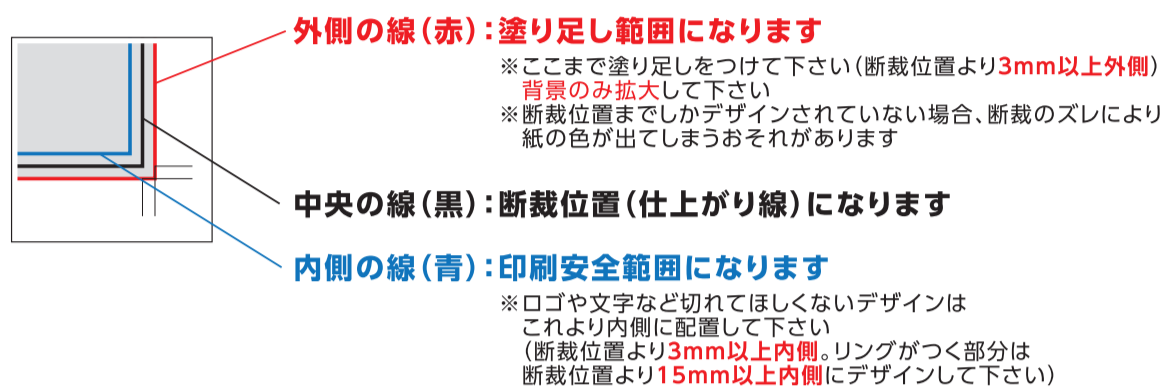 外側の線（赤）：塗り足し範囲になります
※ここまで塗り足しをつけて下さい（断裁位置より3mm以上外側）
背景のみ拡大して下さい
※断裁位置までしかデザインされていない場合、断裁のズレにより
紙の色が出てしまうおそれがあります
中央の線（黒）：断裁位置（仕上がり線）になります
内側の線（青）：印刷安全範囲になります
※ロゴや文字など切れてほしくないデザインは
これより内側に配置して下さい
（断裁位置より3mm以上内側。リングがつく部分は
断裁位置より15mm以上内側にデザインして下さい）